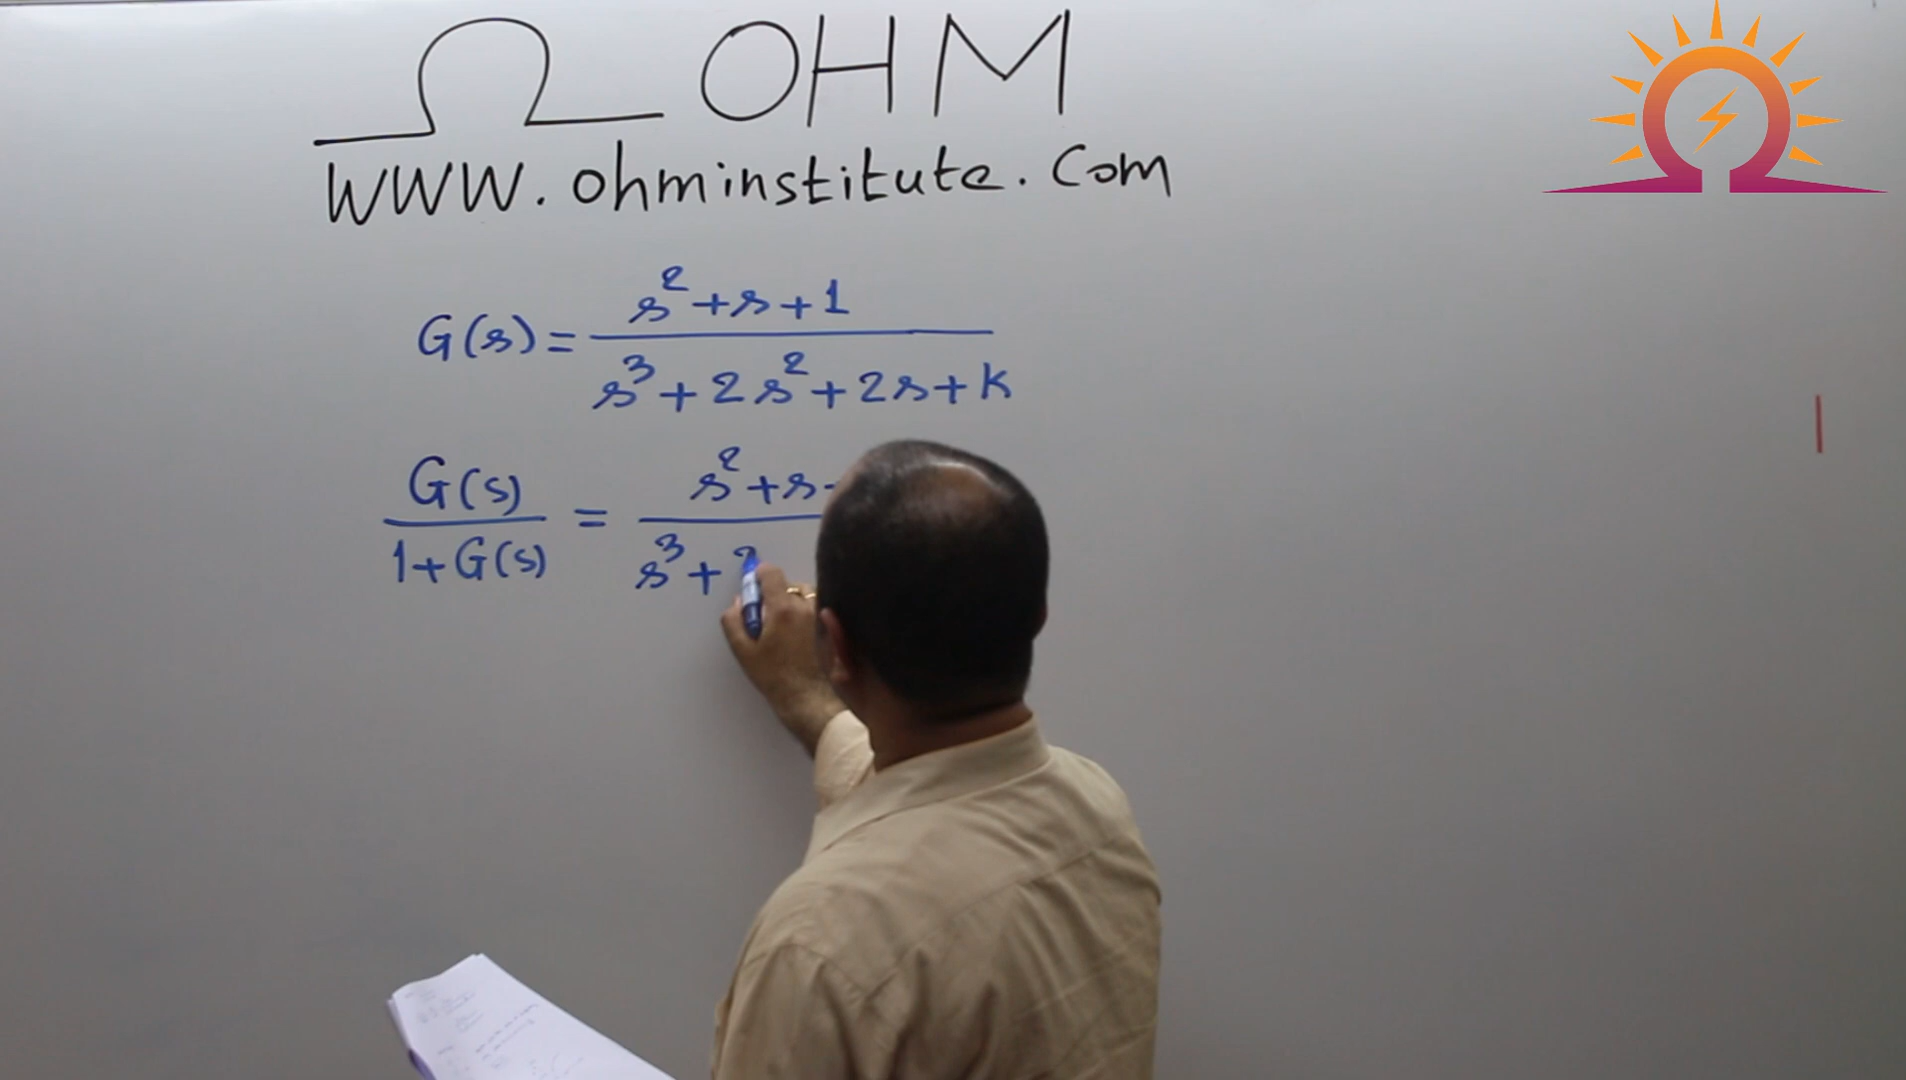 Ω OHM
www.ohminstitute.com
G(s) = s²+s+1 / s³+2s²+2s+k
G(s) / 1+G(s) = s²+s / s³+